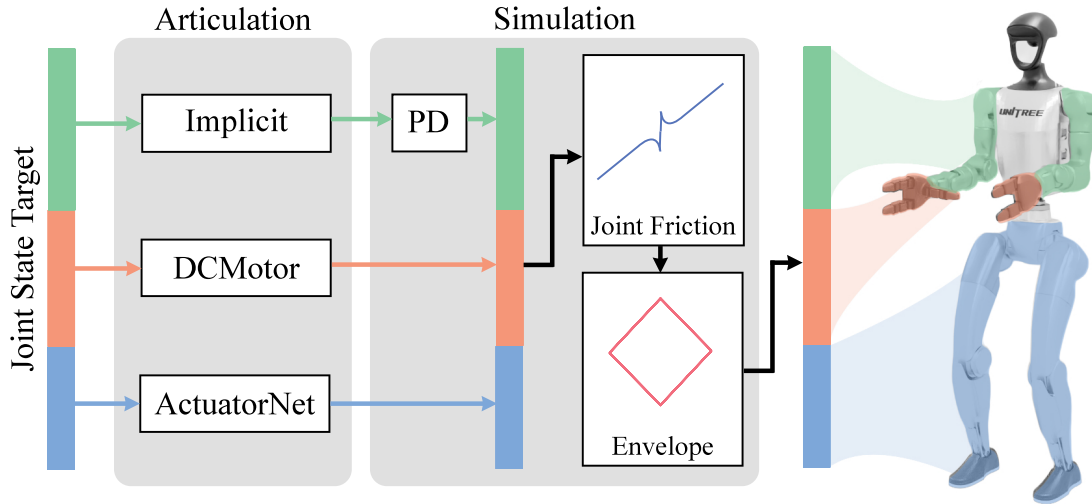 Articulation
Simulation
Joint State Target
Implicit
PD
DCMotor
ActuatorNet
Joint Friction
Envelope
UNITREE